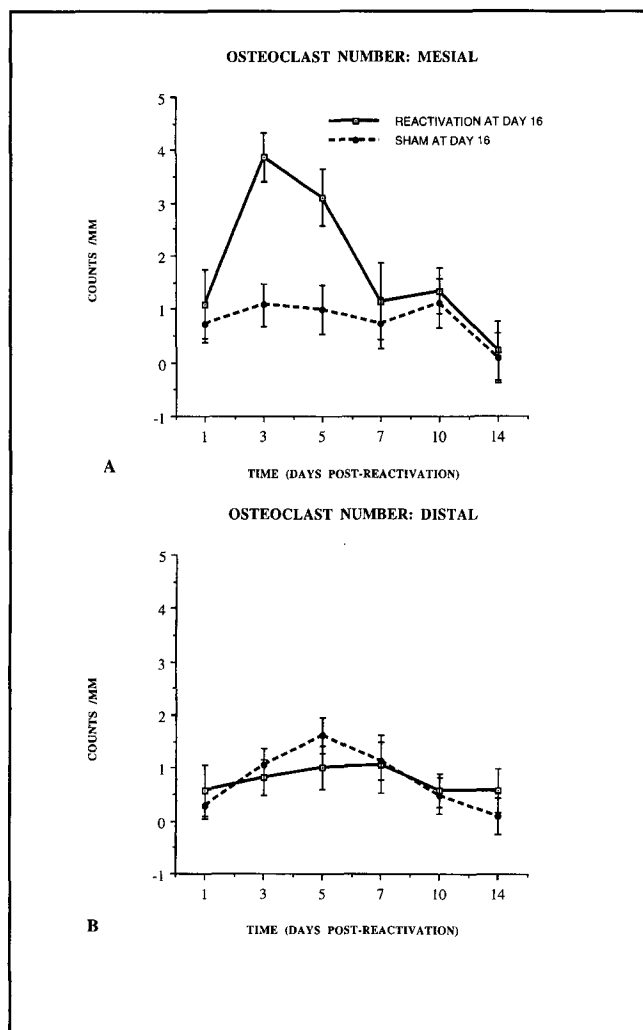 OSTEOCLAST NUMBER: MESIAL
5
4
3
2
1
0
-1
COUNTS /MM
REACTIVATION AT DAY 16
SHAM AT DAY 16
1 3 5 7 10 14
A
TIME (DAYS POST-REACTIVATION)
OSTEOCLAST NUMBER: DISTAL
5
4
3
2
1
0
-1
COUNTS /MM
1 3 5 7 10 14
B
TIME (DAYS POST-REACTIVATION)